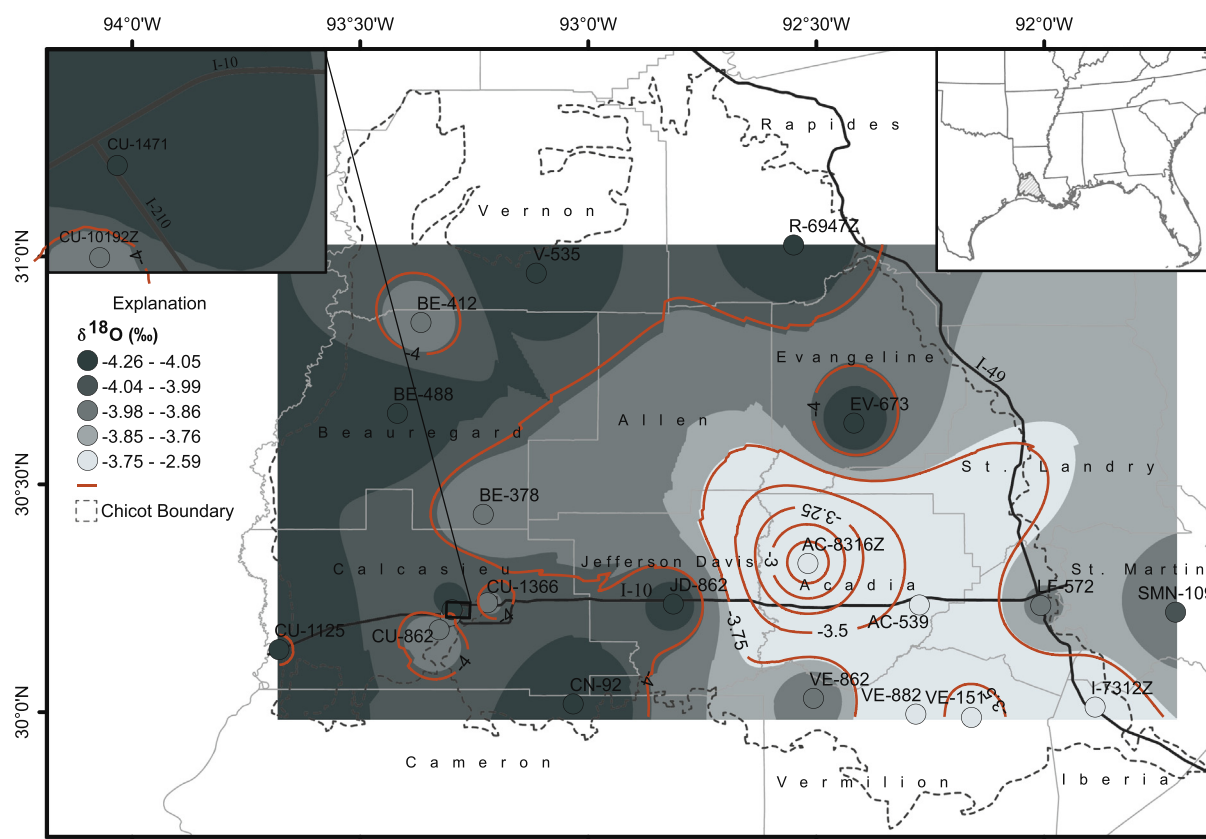 94°0'W 93°30'W 93°0'W 92°30'W 92°0'W
I-10
CU-1471
I-210
CU-10192Z
-4
31°0'N
30°30'N
30°0'N
Explanation
δ18O (‰)
-4.26 - -4.05
-4.04 - -3.99
-3.98 - -3.86
-3.85 - -3.76
-3.75 - -2.59
Chicot Boundary
Rapides
Vernon
R-6947Z
V-535
BE-412
-4
Evangeline
I-49
BE-488
-4
EV-673
Beauregard
Allen
St. Landry
BE-378
-3.25
AC-8316Z
-3
Jefferson Davis
Calcasieu
St. Martin
CU-1366
I-10
JD-862
Acadia
LF-572
SMN-109
-4
AC-539
CU-1125
CU-862
-3.75
-3.5
-4
CN-92
-4
VE-862
VE-882
VE-151
-3.5
I-7312Z
Cameron
Vermilion
Iberia